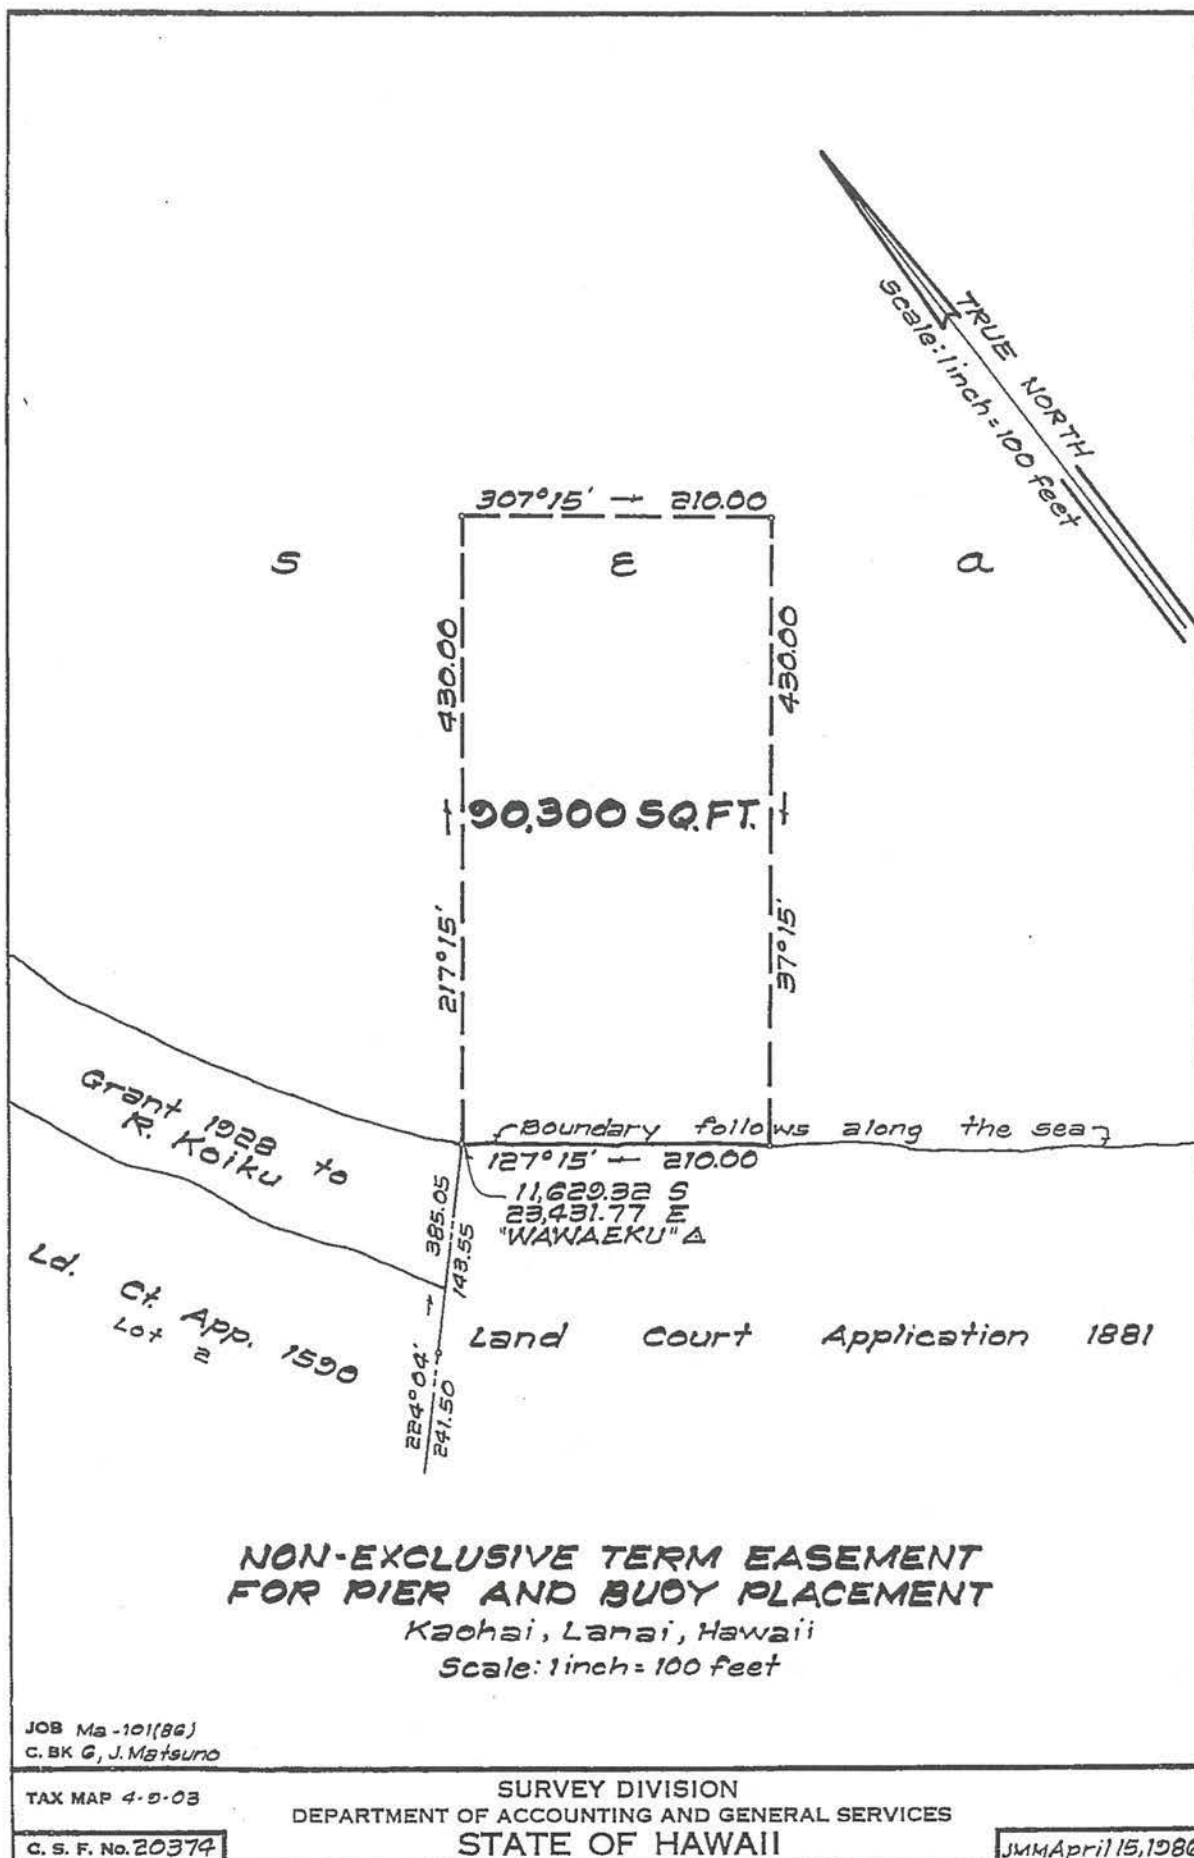 TRUE NORTH
Scale: 1 inch = 100 feet
307°15' → 210.00
S E a
430.00
430.00
90,300 SQ. FT.
217°15'
37°15'
Grant 1928 to
R. Koiku
Boundary follows along the sea
127°15' ← 210.00
11,629.32 S
23,431.77 E
"WAWAEKU" △
385.05
143.55
Ld. Ct. App. 1590
Lot 2
Land Court Application 1881
224°04'
241.50
NON-EXCLUSIVE TERM EASEMENT
FOR PIER AND BUOY PLACEMENT
Kaohai, Lanai, Hawaii
Scale: 1 inch = 100 feet
JOB Ma-101(86)
C. BK G, J. Matsuno
TAX MAP 4-9-03
SURVEY DIVISION
DEPARTMENT OF ACCOUNTING AND GENERAL SERVICES
C. S. F. No. 20374
STATE OF HAWAII
JMM April 15, 1986